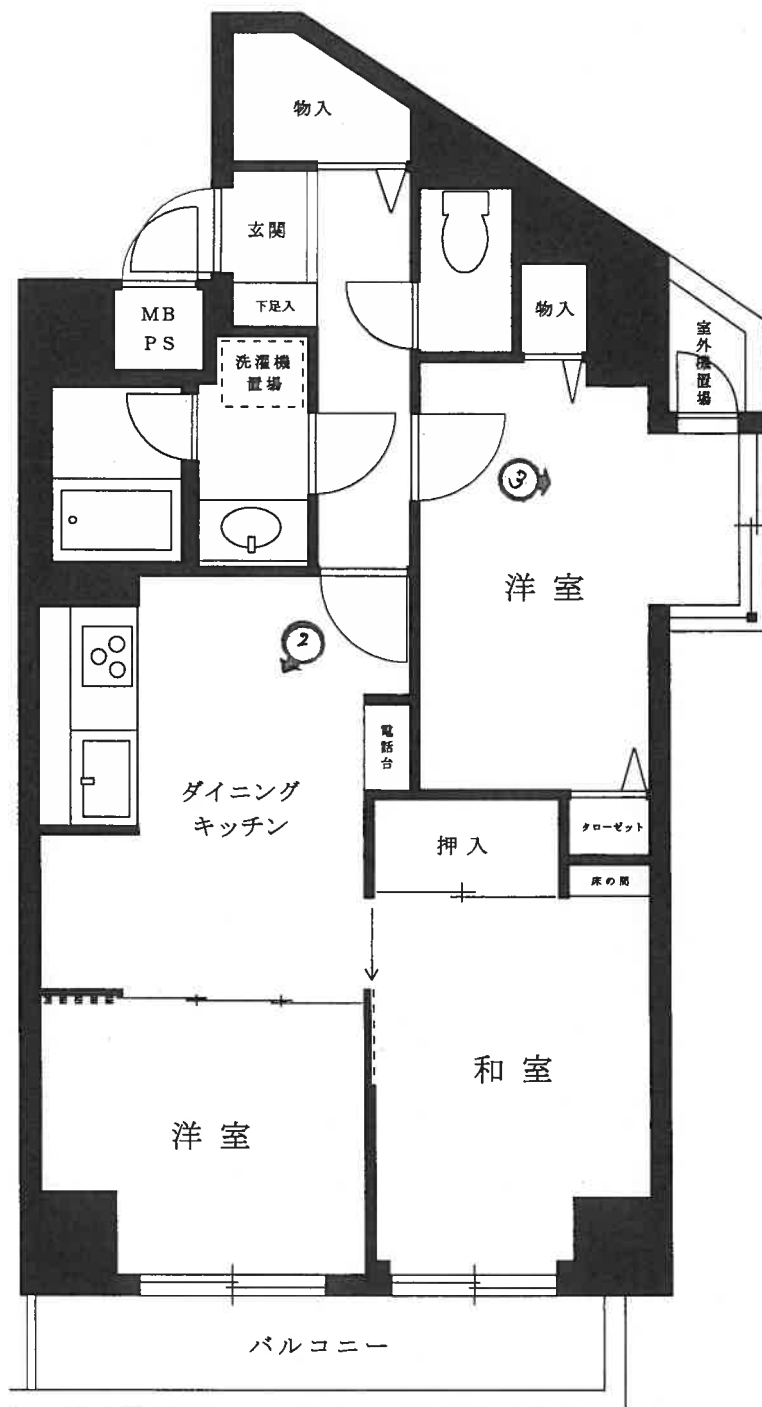 物入
玄関
下足入
MB
PS
物入
室外機置場
洗濯機
置場
3
洋室
2
電話台
ダイニング
キッチン
押入
クローゼット
床の間
和室
洋室
バルコニー